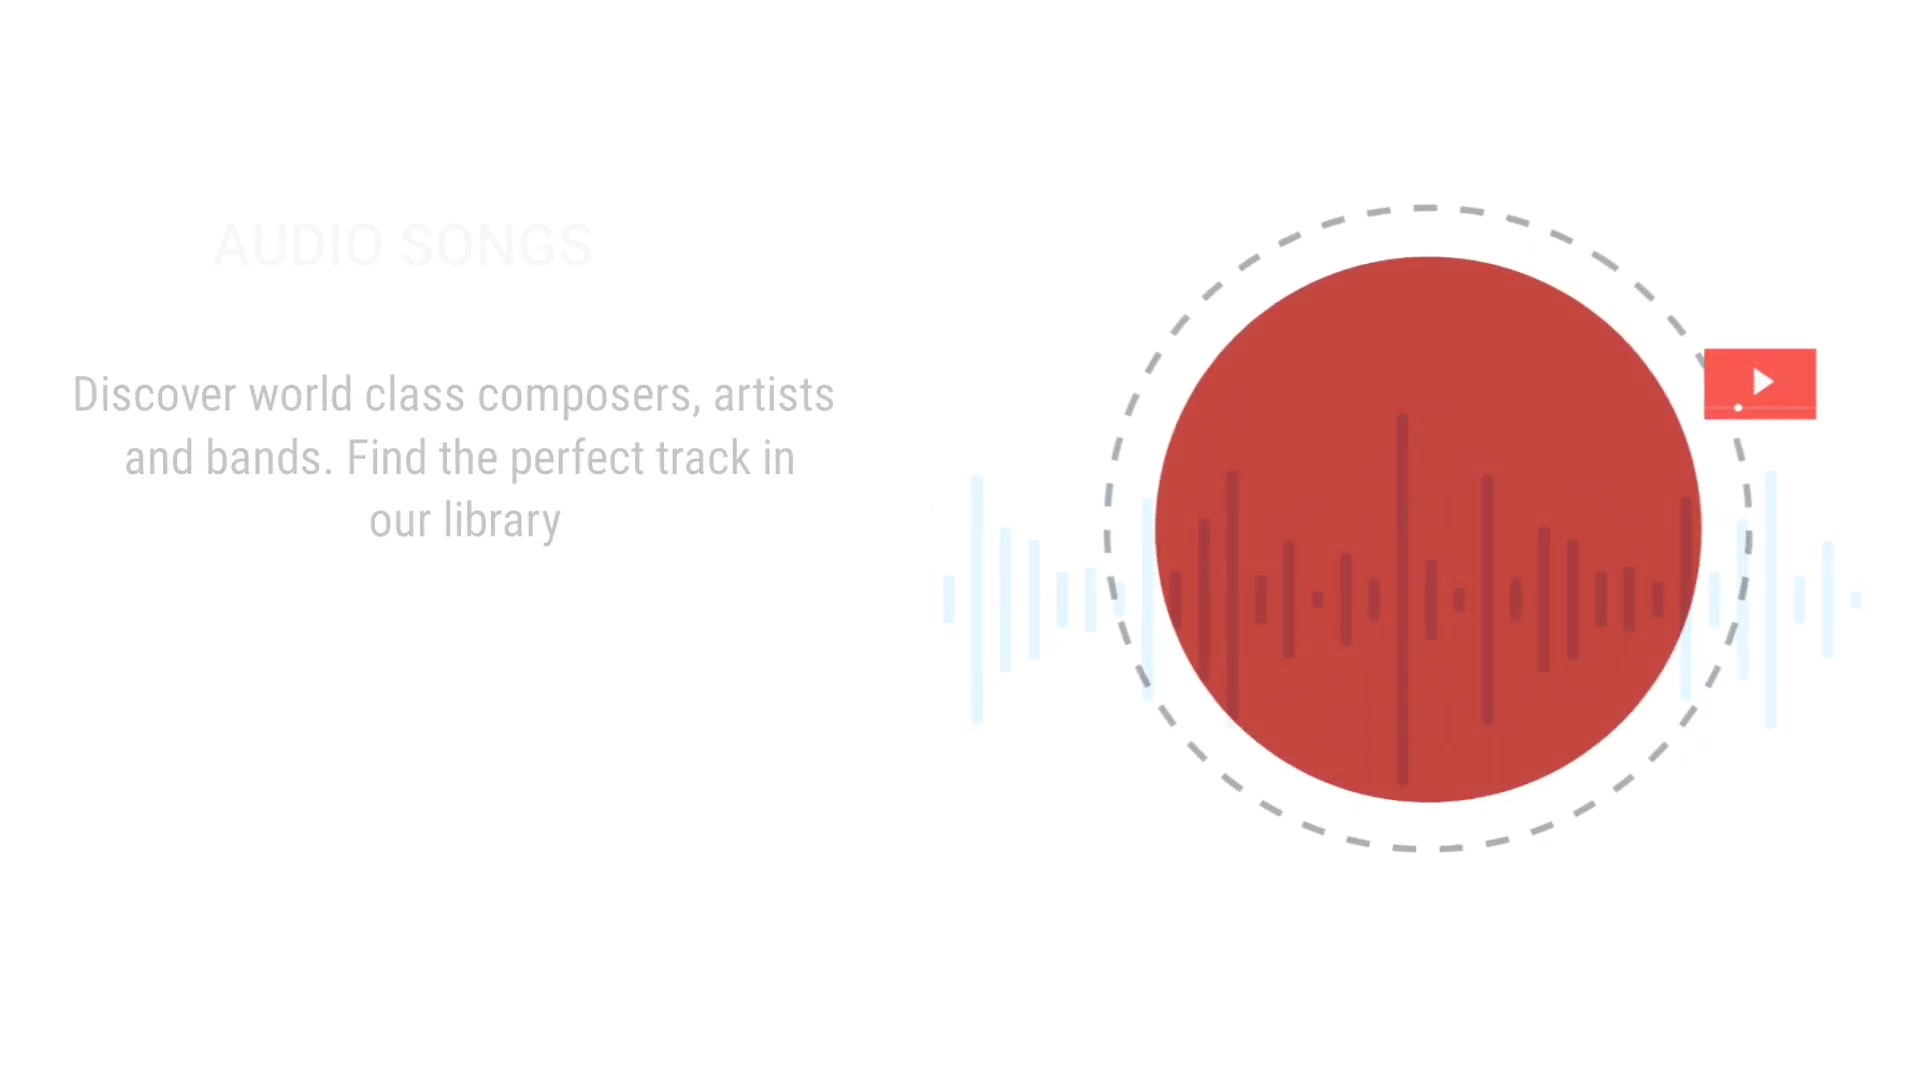 AUDIO SONGS
Discover world class composers, artists
and bands. Find the perfect track in
our library